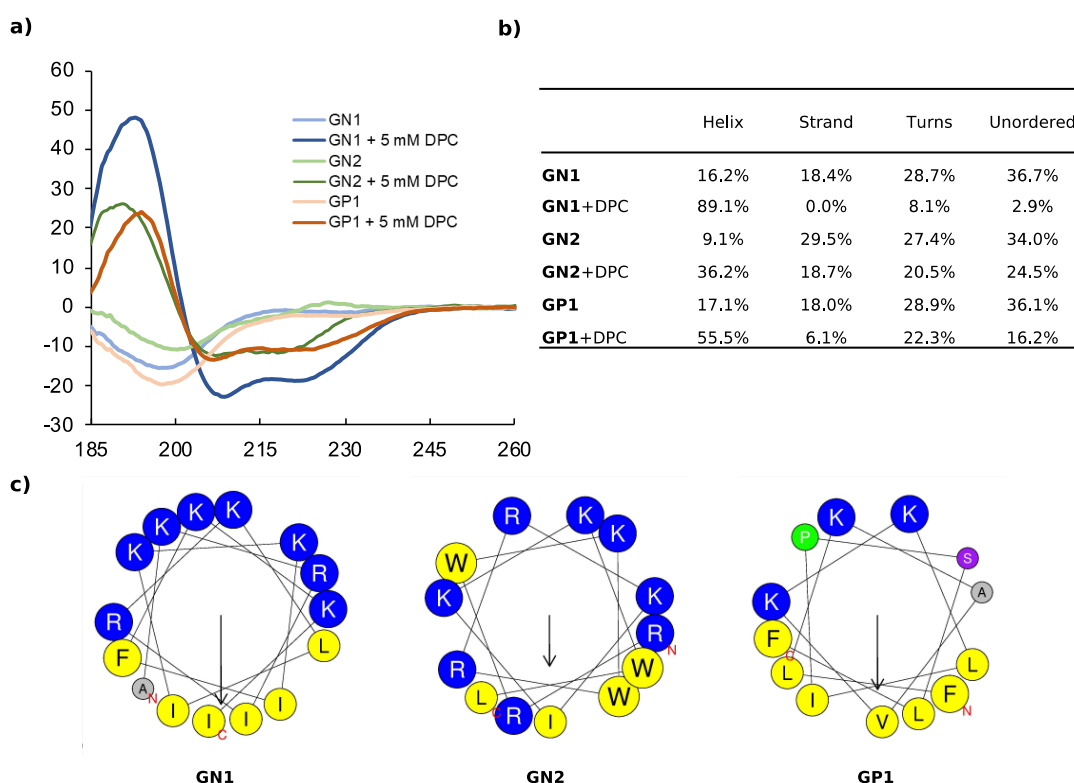 a)
60
50
40
30
20
10
0
-10
-20
-30
185 200 215 230 245 260
GN1
GN1 + 5 mM DPC
GN2
GN2 + 5 mM DPC
GP1
GP1 + 5 mM DPC
b)
Helix Strand Turns Unordered
GN1 16.2% 18.4% 28.7% 36.7%
GN1+DPC 89.1% 0.0% 8.1% 2.9%
GN2 9.1% 29.5% 27.4% 34.0%
GN2+DPC 36.2% 18.7% 20.5% 24.5%
GP1 17.1% 18.0% 28.9% 36.1%
GP1+DPC 55.5% 6.1% 22.3% 16.2%
c)
K K K K K R K R F L A N I I C I I
R K K W K K R N R W W L C R I
K K P S A K F C L L I F N L V
GN1 GN2 GP1